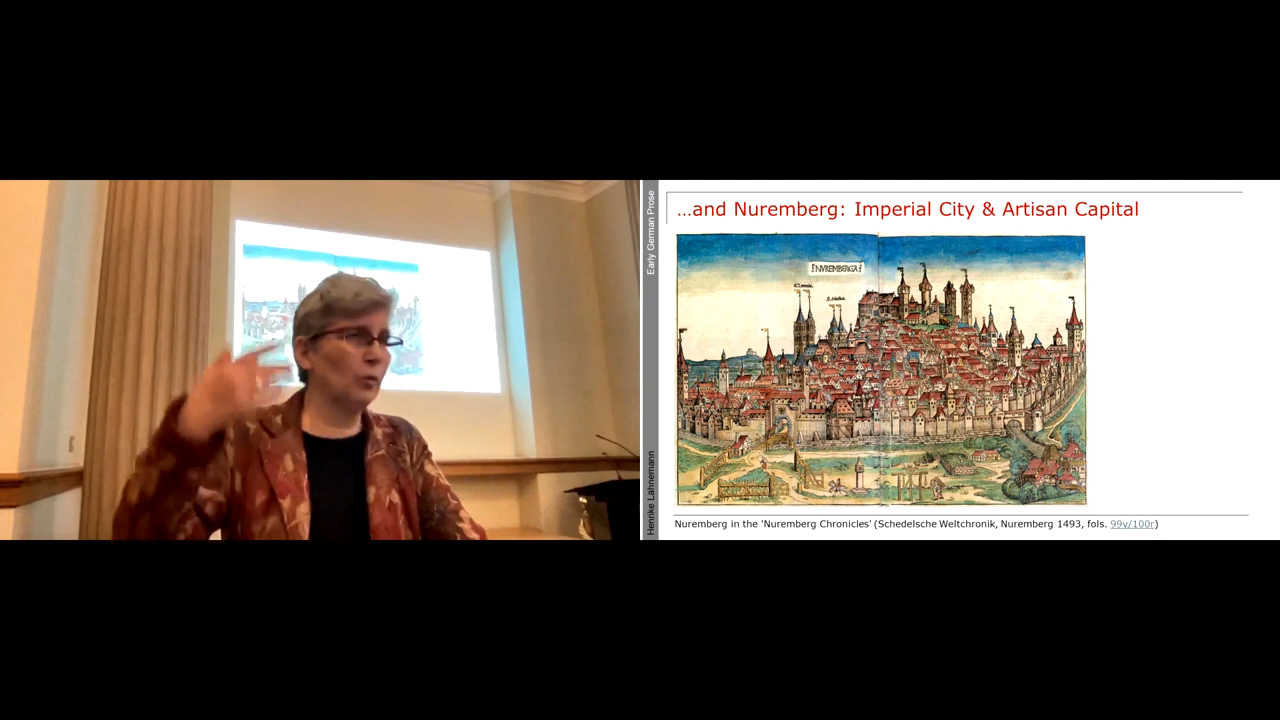 Early German Prose
Henrike Lähnemann
...and Nuremberg: Imperial City & Artisan Capital
NVREMBERGA
Nuremberg in the 'Nuremberg Chronicles' (Schedelsche Weltchronik, Nuremberg 1493, fols. 99v/100r)